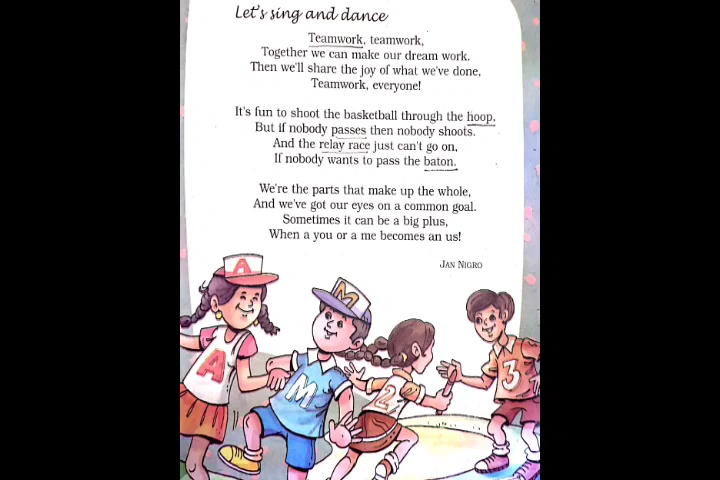 Let's sing and dance
Teamwork, teamwork,
Together we can make our dream work.
Then we'll share the joy of what we've done,
Teamwork, everyone!
It's fun to shoot the basketball through the hoop,
But if nobody passes then nobody shoots.
And the relay race just can't go on,
If nobody wants to pass the baton.
We're the parts that make up the whole,
And we've got our eyes on a common goal.
Sometimes it can be a big plus,
When a you or a me becomes an us!
JAN NIGRO
A
M
A
M
2
3